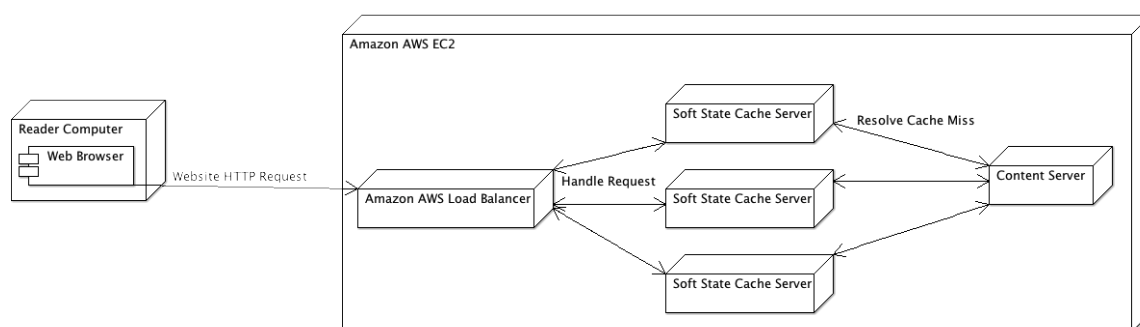 Amazon AWS EC2
Reader Computer
Web Browser
Website HTTP Request
Amazon AWS Load Balancer
Handle Request
Soft State Cache Server
Soft State Cache Server
Soft State Cache Server
Resolve Cache Miss
Content Server